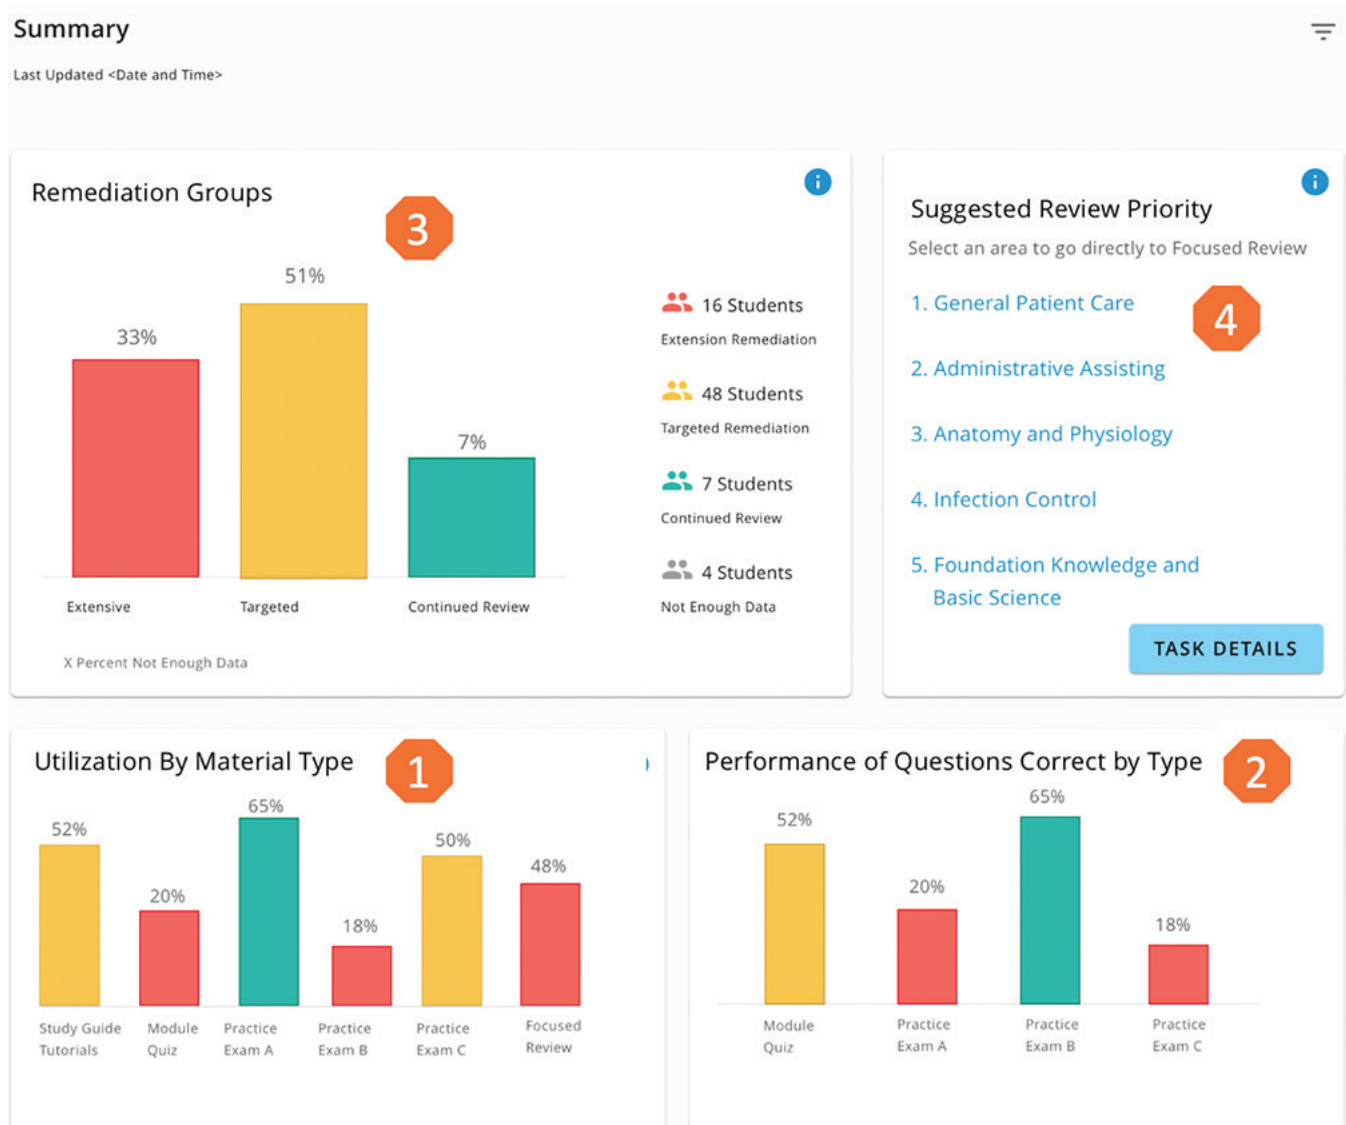 Summary
Last Updated <Date and Time>
Remediation Groups
3
33%
51%
7%
Extensive
Targeted
Continued Review
X Percent Not Enough Data
16 Students
Extension Remediation
48 Students
Targeted Remediation
7 Students
Continued Review
4 Students
Not Enough Data
Suggested Review Priority
Select an area to go directly to Focused Review
4
1. General Patient Care
2. Administrative Assisting
3. Anatomy and Physiology
4. Infection Control
5. Foundation Knowledge and
Basic Science
TASK DETAILS
Utilization By Material Type
1
52%
20%
65%
18%
50%
48%
Study Guide
Tutorials
Module
Quiz
Practice
Exam A
Practice
Exam B
Practice
Exam C
Focused
Review
Performance of Questions Correct by Type
2
52%
20%
65%
18%
Module
Quiz
Practice
Exam A
Practice
Exam B
Practice
Exam C